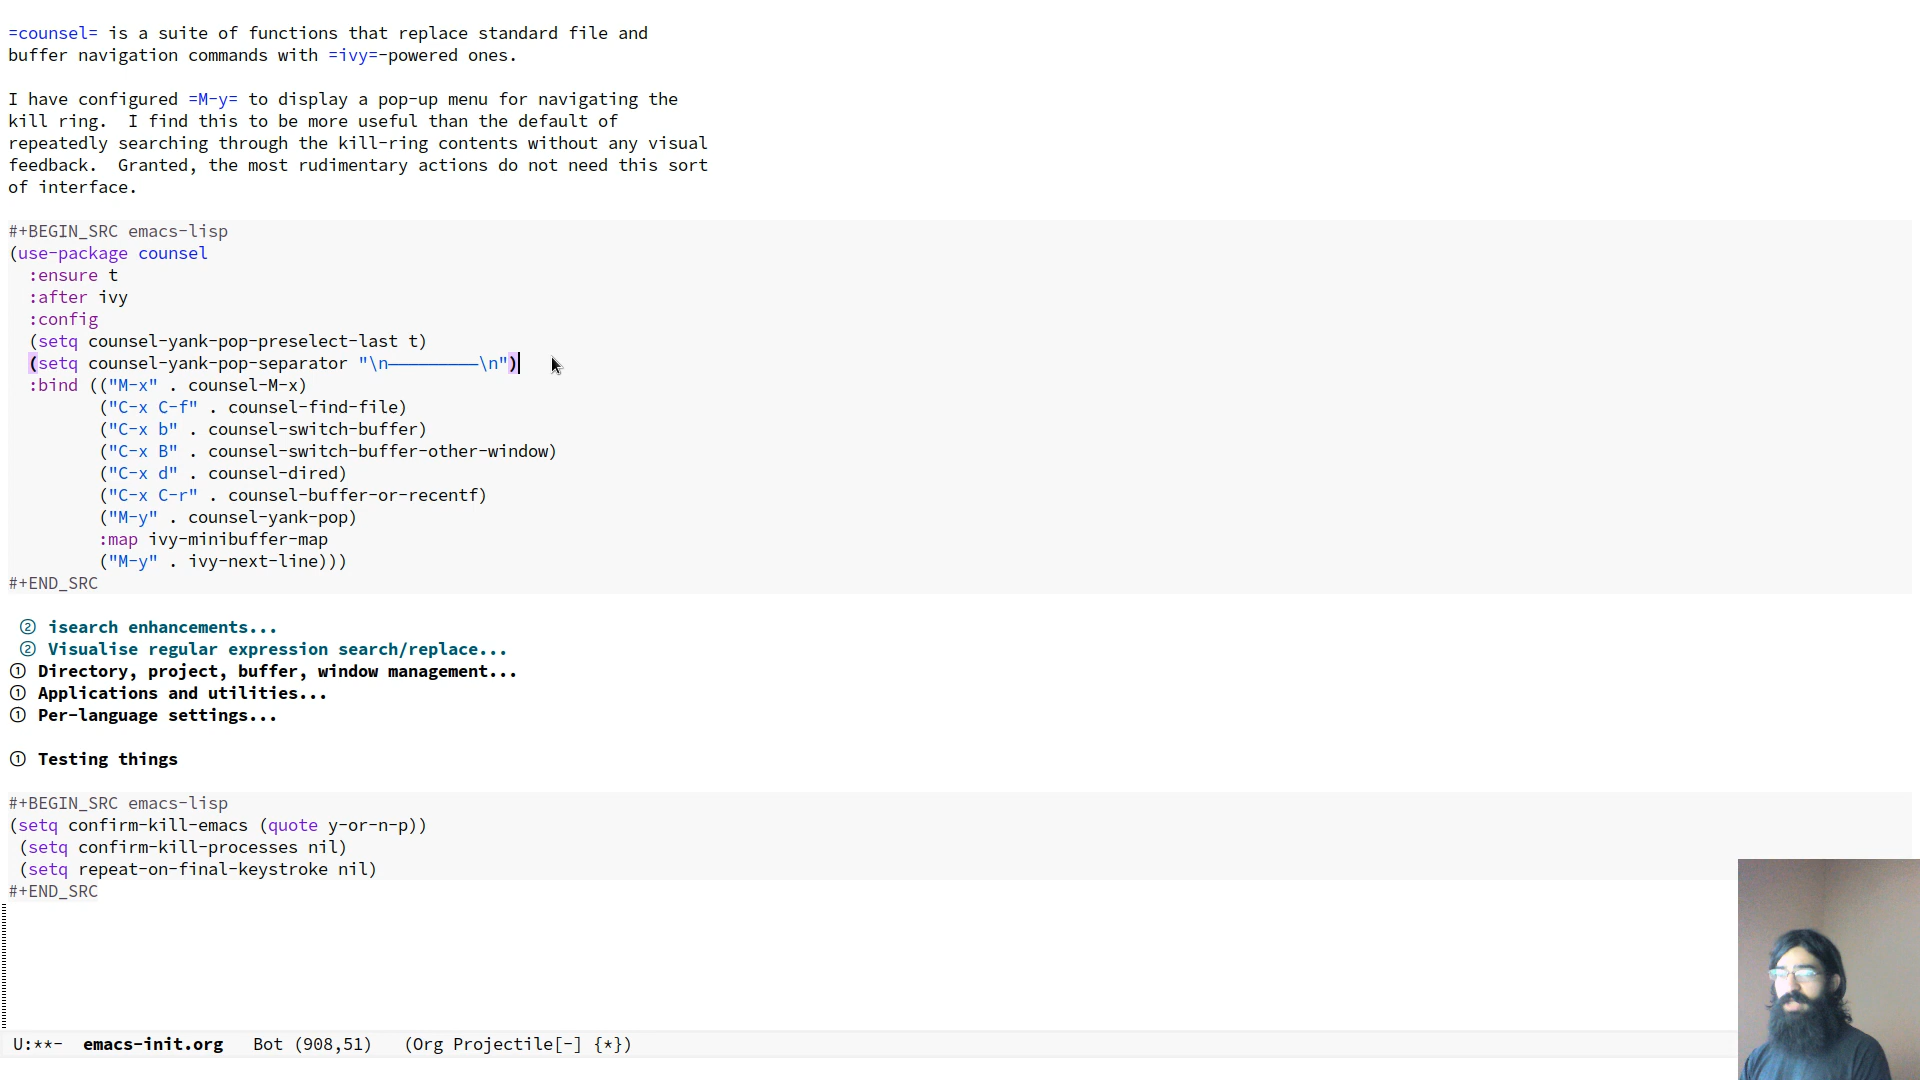 =counsel= is a suite of functions that replace standard file and
buffer navigation commands with =ivy=-powered ones.
I have configured =M-y= to display a pop-up menu for navigating the
kill ring.  I find this to be more useful than the default of
repeatedly searching through the kill-ring contents without any visual
feedback.  Granted, the most rudimentary actions do not need this sort
of interface.
#+BEGIN_SRC emacs-lisp
(use-package counsel
  :ensure t
  :after ivy
  :config
  (setq counsel-yank-pop-preselect-last t)
  (setq counsel-yank-pop-separator "\n—————————\n")
  :bind (("M-x" . counsel-M-x)
         ("C-x C-f" . counsel-find-file)
         ("C-x b" . counsel-switch-buffer)
         ("C-x B" . counsel-switch-buffer-other-window)
         ("C-x d" . counsel-dired)
         ("C-x C-r" . counsel-buffer-or-recentf)
         ("M-y" . counsel-yank-pop)
         :map ivy-minibuffer-map
         ("M-y" . ivy-next-line)))
#+END_SRC
 ② isearch enhancements...
 ② Visualise regular expression search/replace...
① Directory, project, buffer, window management...
① Applications and utilities...
① Per-language settings...
① Testing things
#+BEGIN_SRC emacs-lisp
(setq confirm-kill-emacs (quote y-or-n-p))
 (setq confirm-kill-processes nil)
 (setq repeat-on-final-keystroke nil)
#+END_SRC
U:**-  emacs-init.org   Bot (908,51)   (Org Projectile[-] {*})